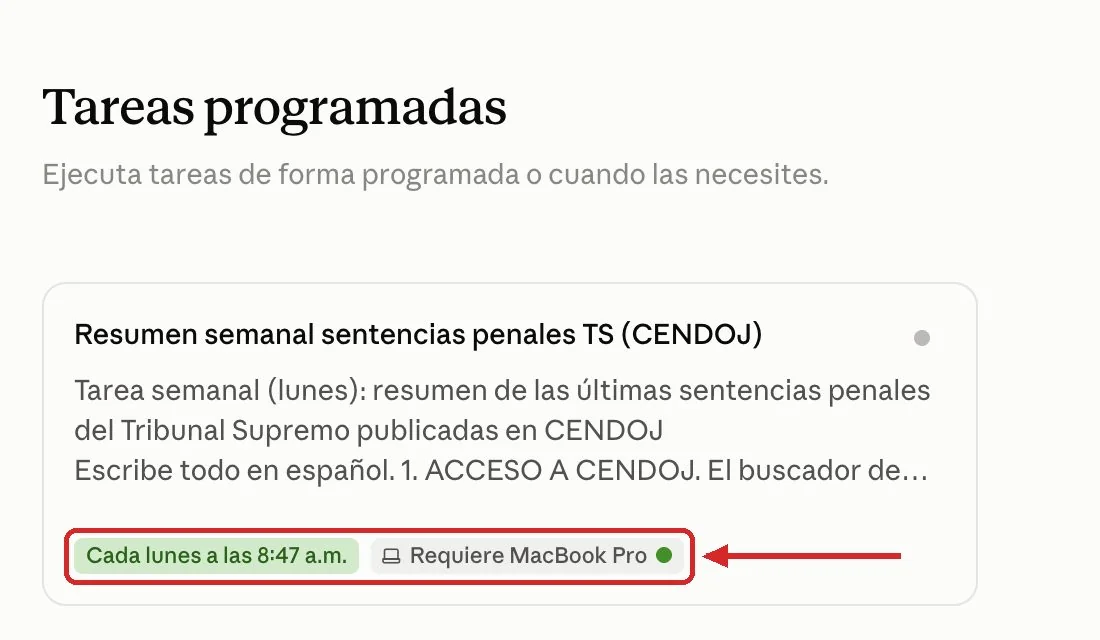 Tareas programadas
Ejecuta tareas de forma programada o cuando las necesites.
Resumen semanal sentencias penales TS (CENDOJ)
Tarea semanal (lunes): resumen de las últimas sentencias penales
del Tribunal Supremo publicadas en CENDOJ
Escribe todo en español. 1. ACCESO A CENDOJ. El buscador de...
Cada lunes a las 8:47 a.m. Requiere MacBook Pro